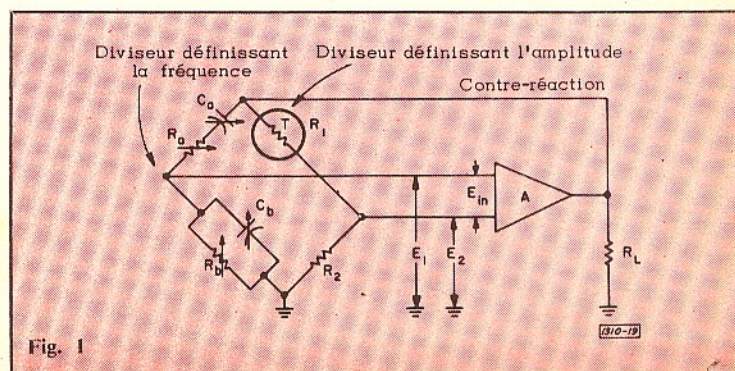 Diviseur définissant
la fréquence
Diviseur définissant l'amplitude
Contre-réaction
Ca
Ra
T
R1
Cb
Rb
R2
E1
E2
Ein
A
RL
1310-19
Fig. 1